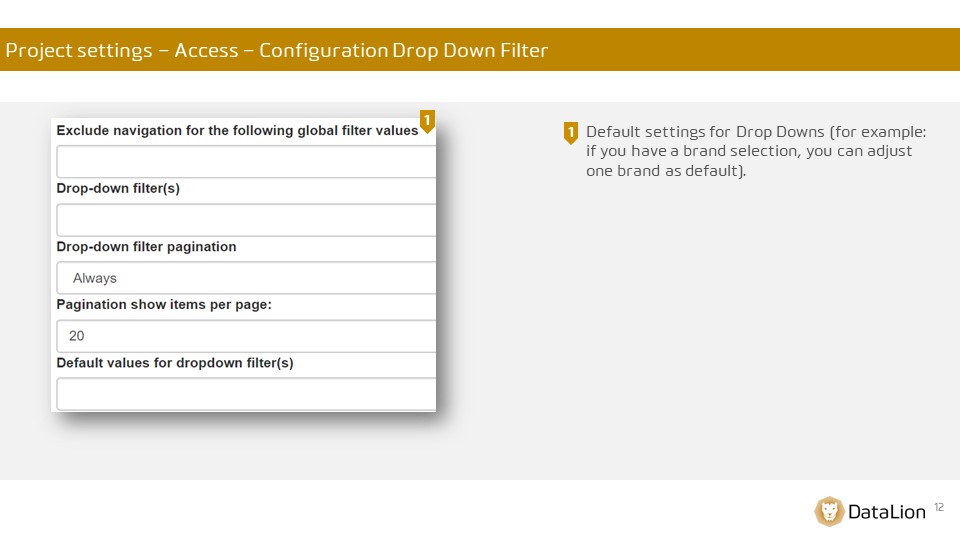 Project settings – Access – Configuration Drop Down Filter
1
Exclude navigation for the following global filter values
Drop-down filter(s)
Drop-down filter pagination
Always
Pagination show items per page:
20
Default values for dropdown filter(s)
1 Default settings for Drop Downs (for example:
if you have a brand selection, you can adjust
one brand as default).
DataLion
12